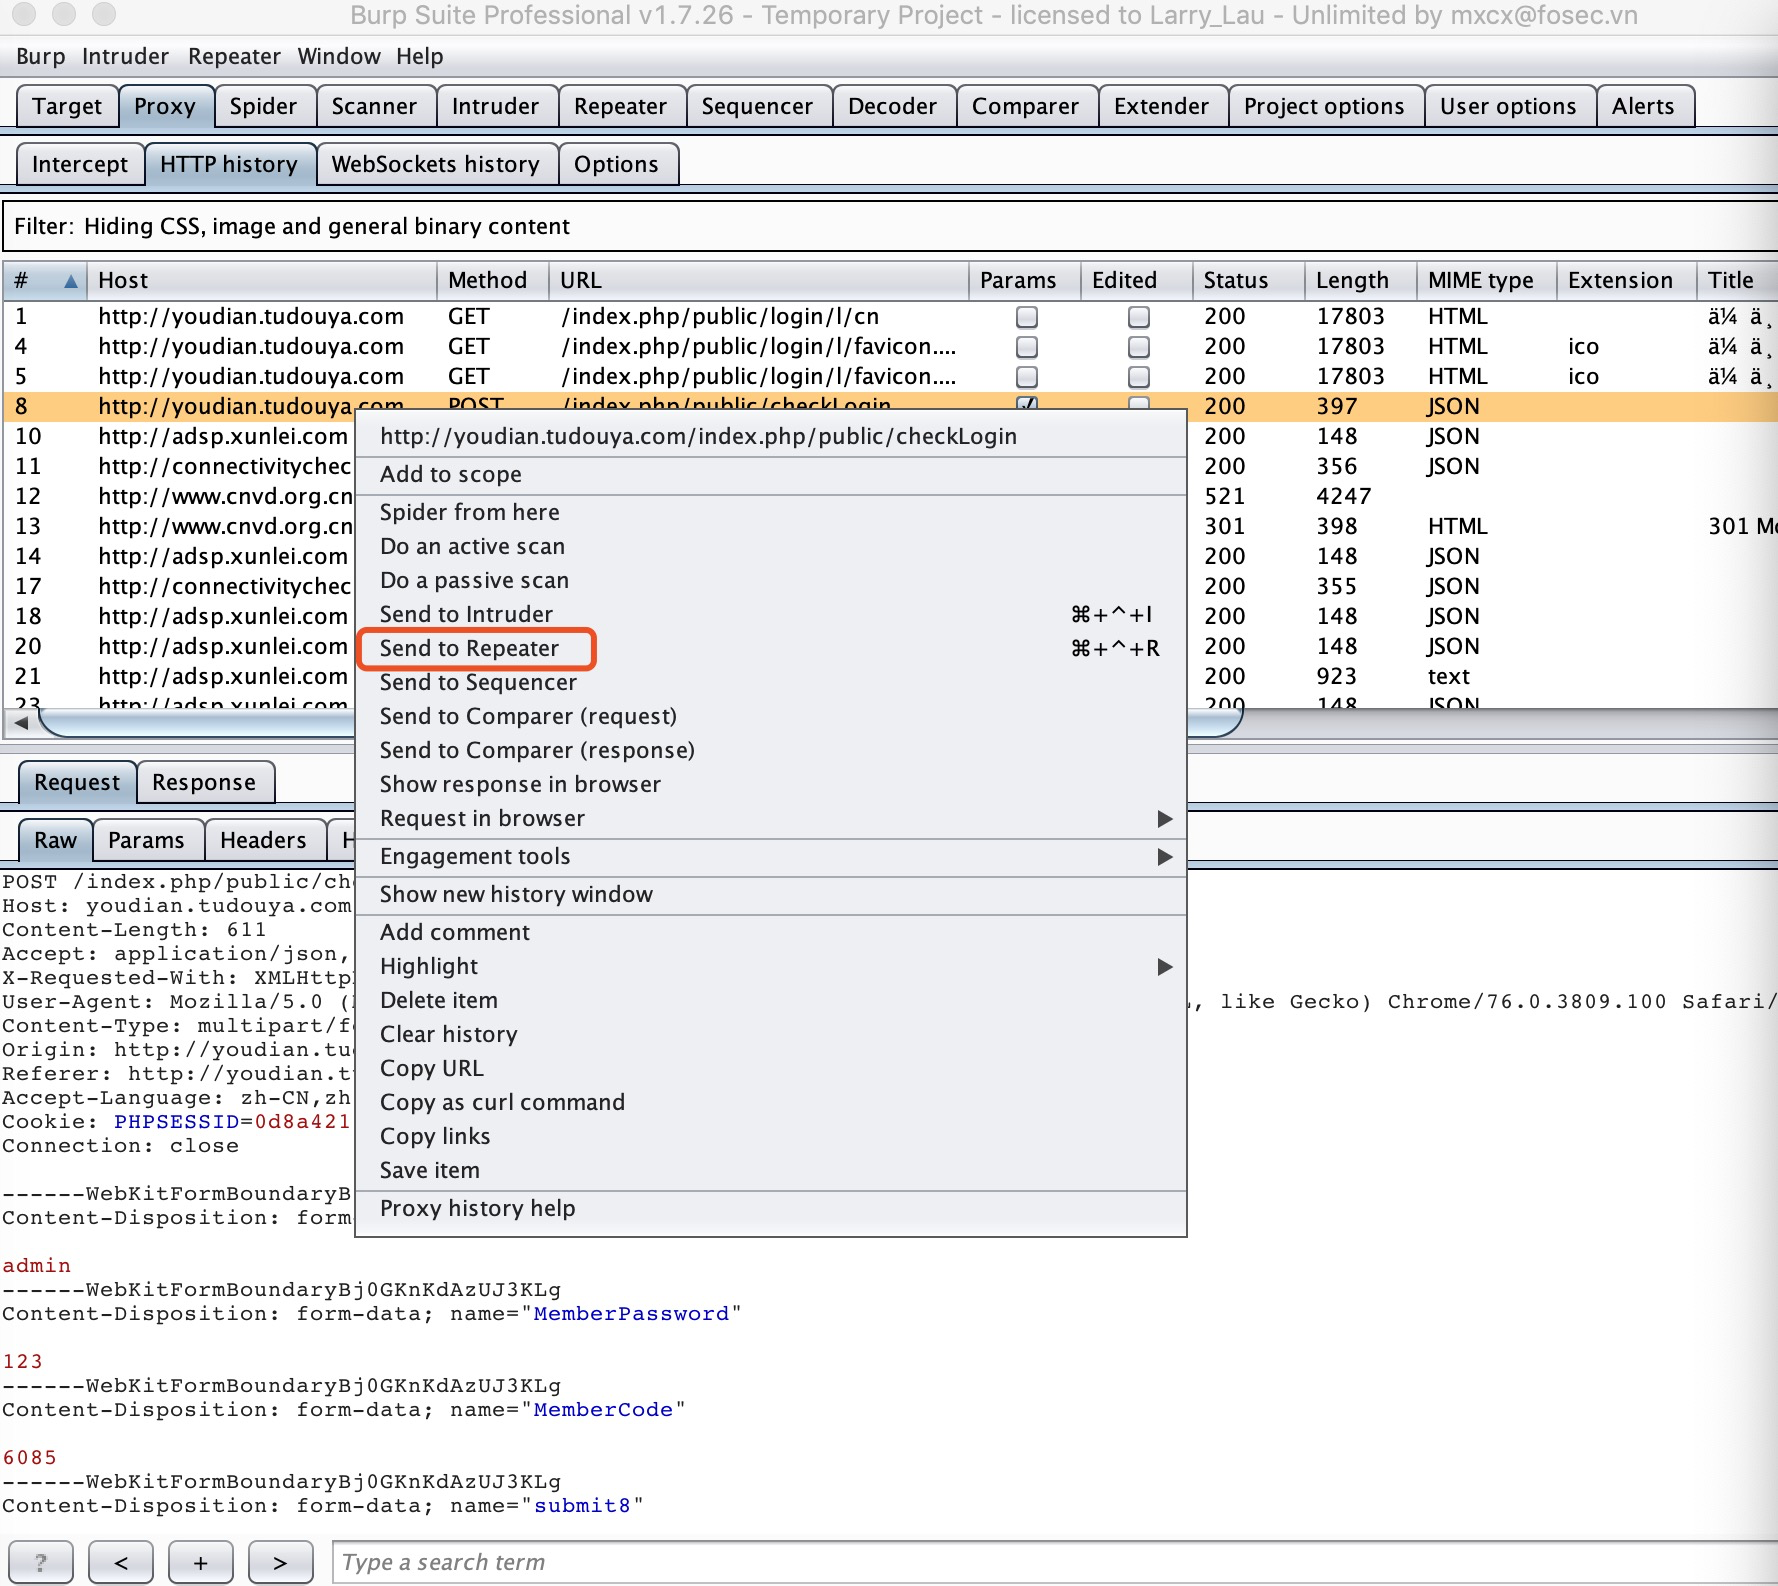 Burp Suite Professional v1.7.26 - Temporary Project - licensed to Larry_Lau - Unlimited by mxcx@fosec.vn
Burp Intruder Repeater Window Help
Target Proxy Spider Scanner Intruder Repeater Sequencer Decoder Comparer Extender Project options User options Alerts
Intercept HTTP history WebSockets history Options
Filter: Hiding CSS, image and general binary content
# Host Method URL Params Edited Status Length MIME type Extension Title
1 http://youdian.tudouya.com GET /index.php/public/login/l/cn 200 17803 HTML ä¼ ä¸
4 http://youdian.tudouya.com GET /index.php/public/login/l/favicon.... 200 17803 HTML ico ä¼ ä¸
5 http://youdian.tudouya.com GET /index.php/public/login/l/favicon.... 200 17803 HTML ico ä¼ ä¸
8 http://youdian.tudouya.com POST /index.php/public/checkLogin 200 397 JSON
10 http://adsp.xunlei.com 200 148 JSON
11 http://connectivitychec 200 356 JSON
12 http://www.cnvd.org.cn 521 4247
13 http://www.cnvd.org.cn 301 398 HTML 301 Mo
14 http://adsp.xunlei.com 200 148 JSON
17 http://connectivitychec 200 355 JSON
18 http://adsp.xunlei.com 200 148 JSON
20 http://adsp.xunlei.com 200 148 JSON
21 http://adsp.xunlei.com 200 923 text
23 http://adsp.xunlei.com 200 148 JSON
http://youdian.tudouya.com/index.php/public/checkLogin
Add to scope
Spider from here
Do an active scan
Do a passive scan
Send to Intruder ⌘+^+I
Send to Repeater ⌘+^+R
Send to Sequencer
Send to Comparer (request)
Send to Comparer (response)
Show response in browser
Request in browser
Engagement tools
Show new history window
Add comment
Highlight
Delete item
Clear history
Copy URL
Copy as curl command
Copy links
Save item
Proxy history help
Request Response
Raw Params Headers H
POST /index.php/public/che
Host: youdian.tudouya.com
Content-Length: 611
Accept: application/json,
X-Requested-With: XMLHttp
User-Agent: Mozilla/5.0 ( , like Gecko) Chrome/76.0.3809.100 Safari/
Content-Type: multipart/f
Origin: http://youdian.tu
Referer: http://youdian.t
Accept-Language: zh-CN,zh
Cookie: PHPSESSID=0d8a421
Connection: close
------WebKitFormBoundaryB
Content-Disposition: form
admin
------WebKitFormBoundaryBj0GKnKdAzUJ3KLg
Content-Disposition: form-data; name="MemberPassword"
123
------WebKitFormBoundaryBj0GKnKdAzUJ3KLg
Content-Disposition: form-data; name="MemberCode"
6085
------WebKitFormBoundaryBj0GKnKdAzUJ3KLg
Content-Disposition: form-data; name="submit8"
? < + > Type a search term